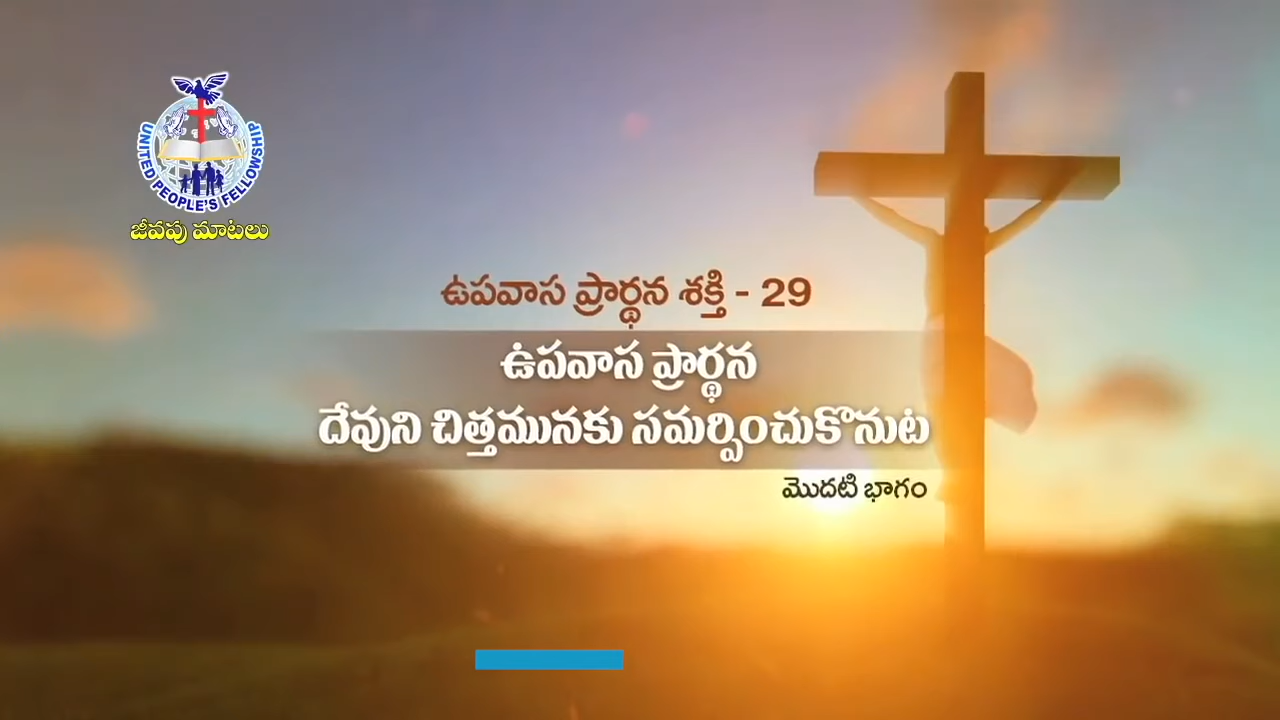 UNITED PEOPLE'S FELLOWSHIP
జీవపు మాటలు
ఉపవాస ప్రార్థన శక్తి - 29
ఉపవాస ప్రార్థన
దేవుని చిత్తమునకు సమర్పించుకొనుట
మొదటి భాగం